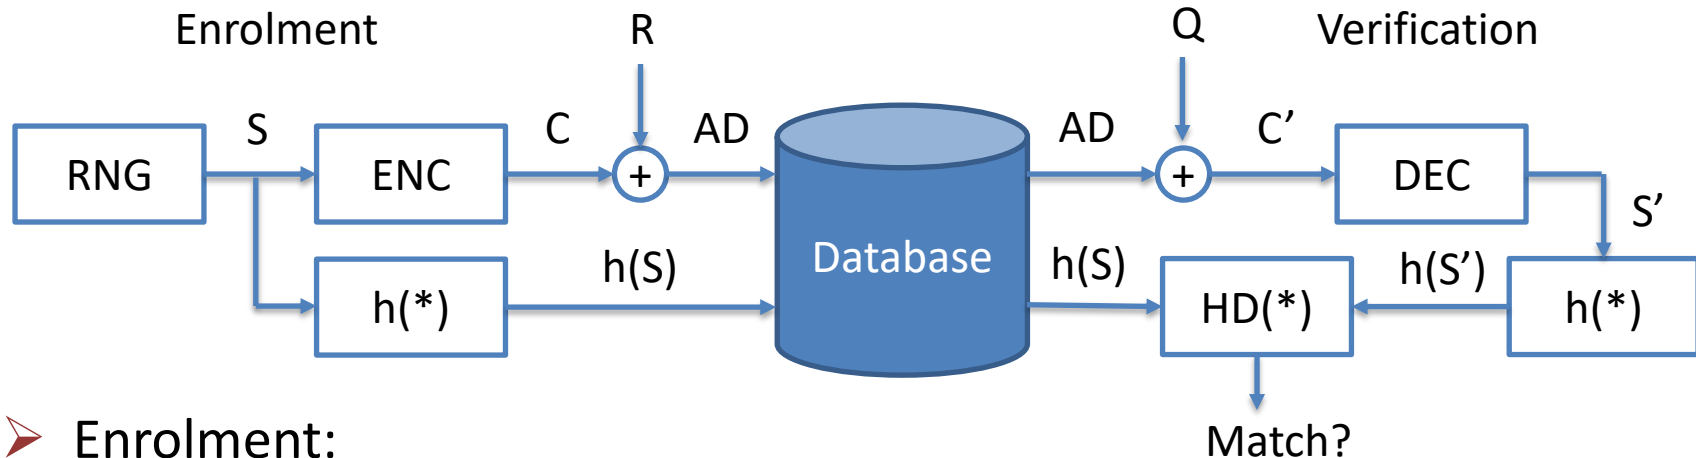 Enrolment R Q Verification
S C AD AD C’
RNG ENC + + DEC
S’
Database
h(S) h(S) h(S’)
h(*) HD(*) h(*)
➢ Enrolment:
Match?